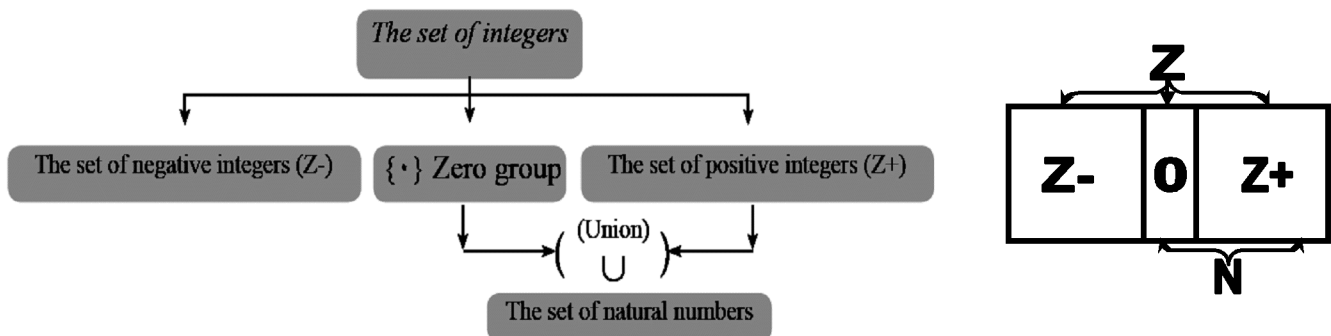 The set of integers
The set of negative integers (Z-)
{·} Zero group
The set of positive integers (Z+)
(Union)
∪
The set of natural numbers
Z
Z-
0
Z+
N